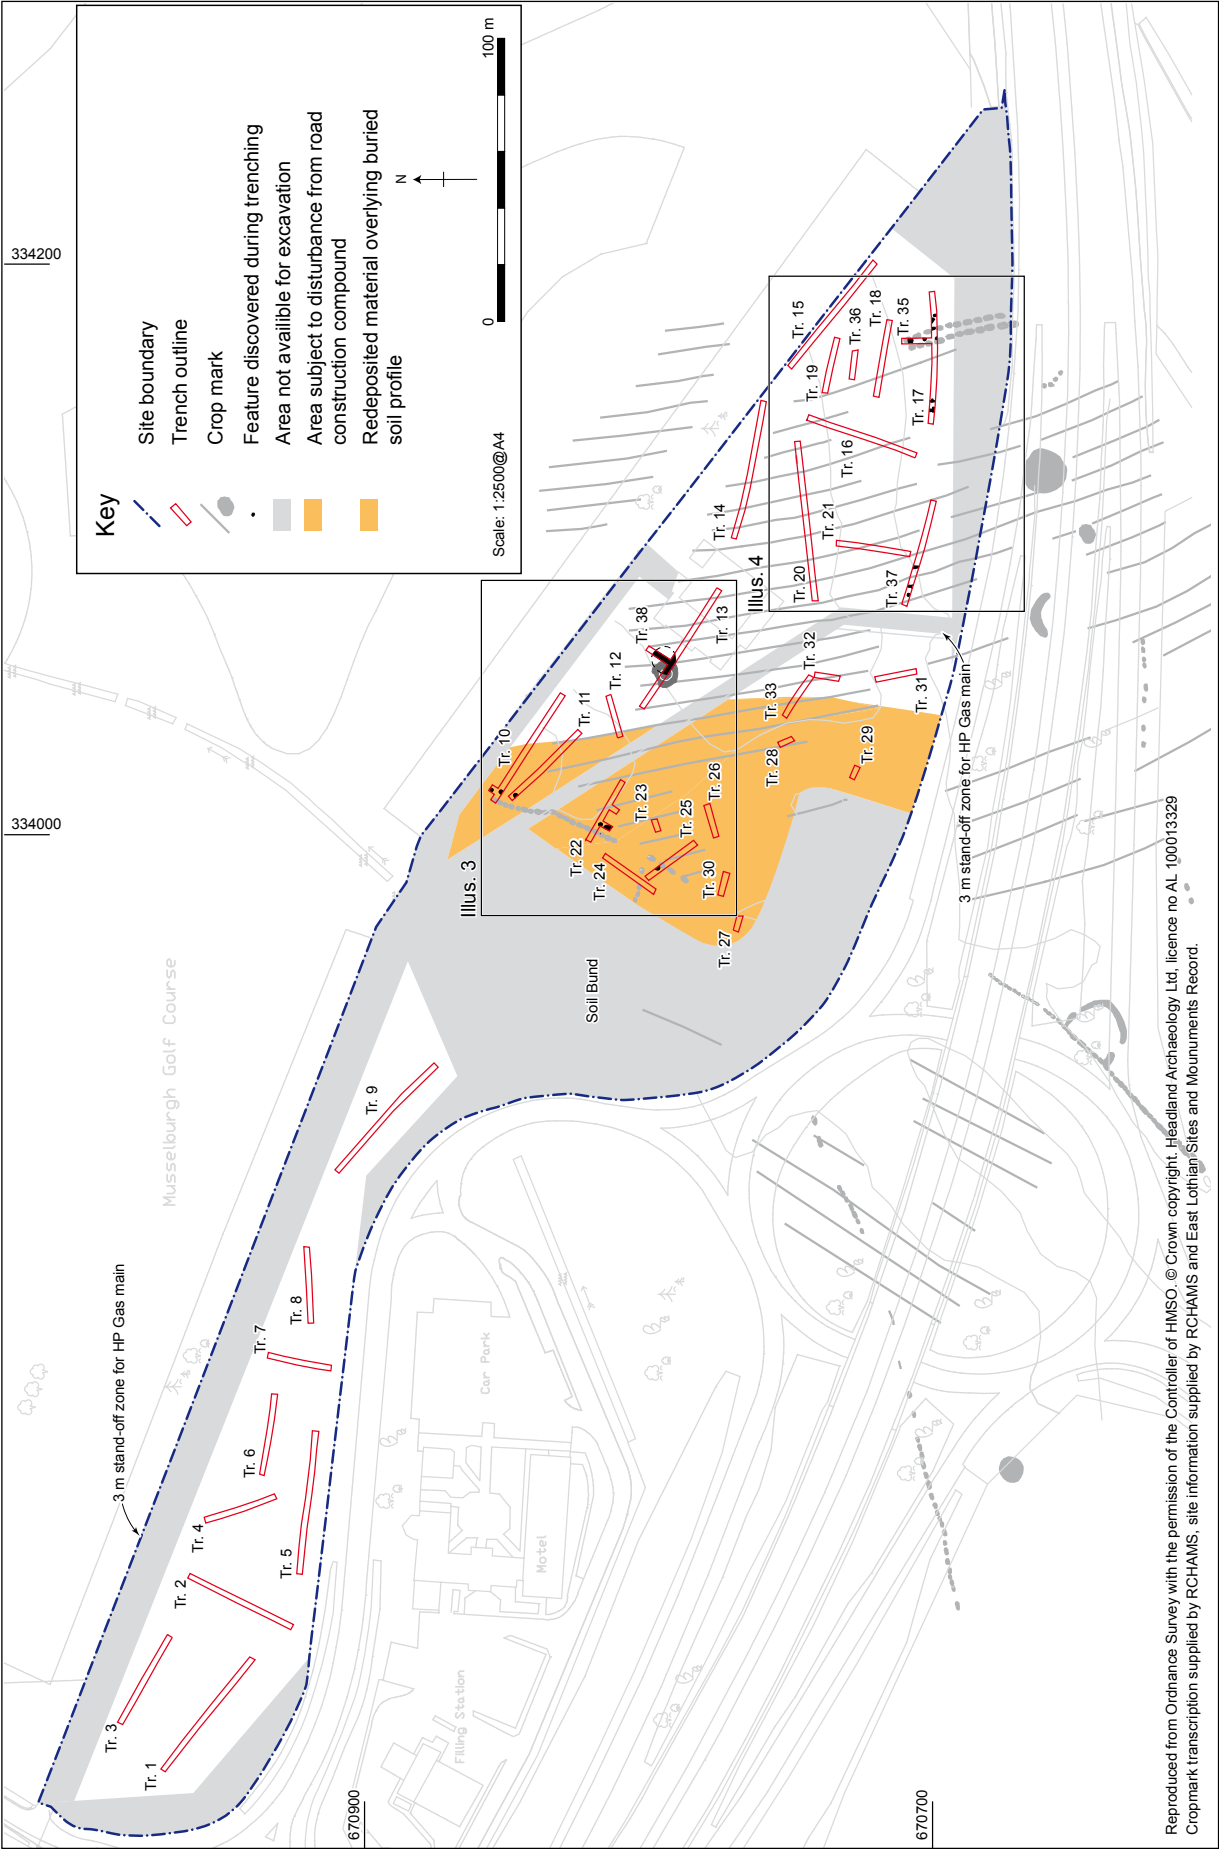 Key
Site boundary
Trench outline
Crop mark
Feature discovered during trenching
Area not availible for excavation
Area subject to disturbance from road
construction compound
Redeposited material overlying buried
soil profile
N
Scale: 1:2500@A4
0
100 m
334200
334000
670900
670700
3 m stand-off zone for HP Gas main
Musselburgh Golf Course
Tr. 1
Tr. 2
Tr. 3
Tr. 4
Tr. 5
Tr. 6
Tr. 7
Tr. 8
Tr. 9
Filling Station
Motel
Car Park
Soil Bund
Illus. 3
Tr. 10
Tr. 11
Tr. 12
Tr. 38
Tr. 13
Tr. 22
Tr. 23
Tr. 24
Tr. 25
Tr. 26
Tr. 30
Tr. 27
Tr. 28
Tr. 29
Tr. 33
Tr. 32
Tr. 31
Illus. 4
Tr. 14
Tr. 15
Tr. 36
Tr. 18
Tr. 35
Tr. 19
Tr. 17
Tr. 16
Tr. 21
Tr. 20
Tr. 37
3 m stand-off zone for HP Gas main
Reproduced from Ordnance Survey with the permission of the Controller of HMSO. © Crown copyright. Headland Archaeology Ltd, licence no AL 100013329
Cropmark transcription supplied by RCHAMS, site information supplied by RCHAMS and East Lothian Sites and Mounuments Record.